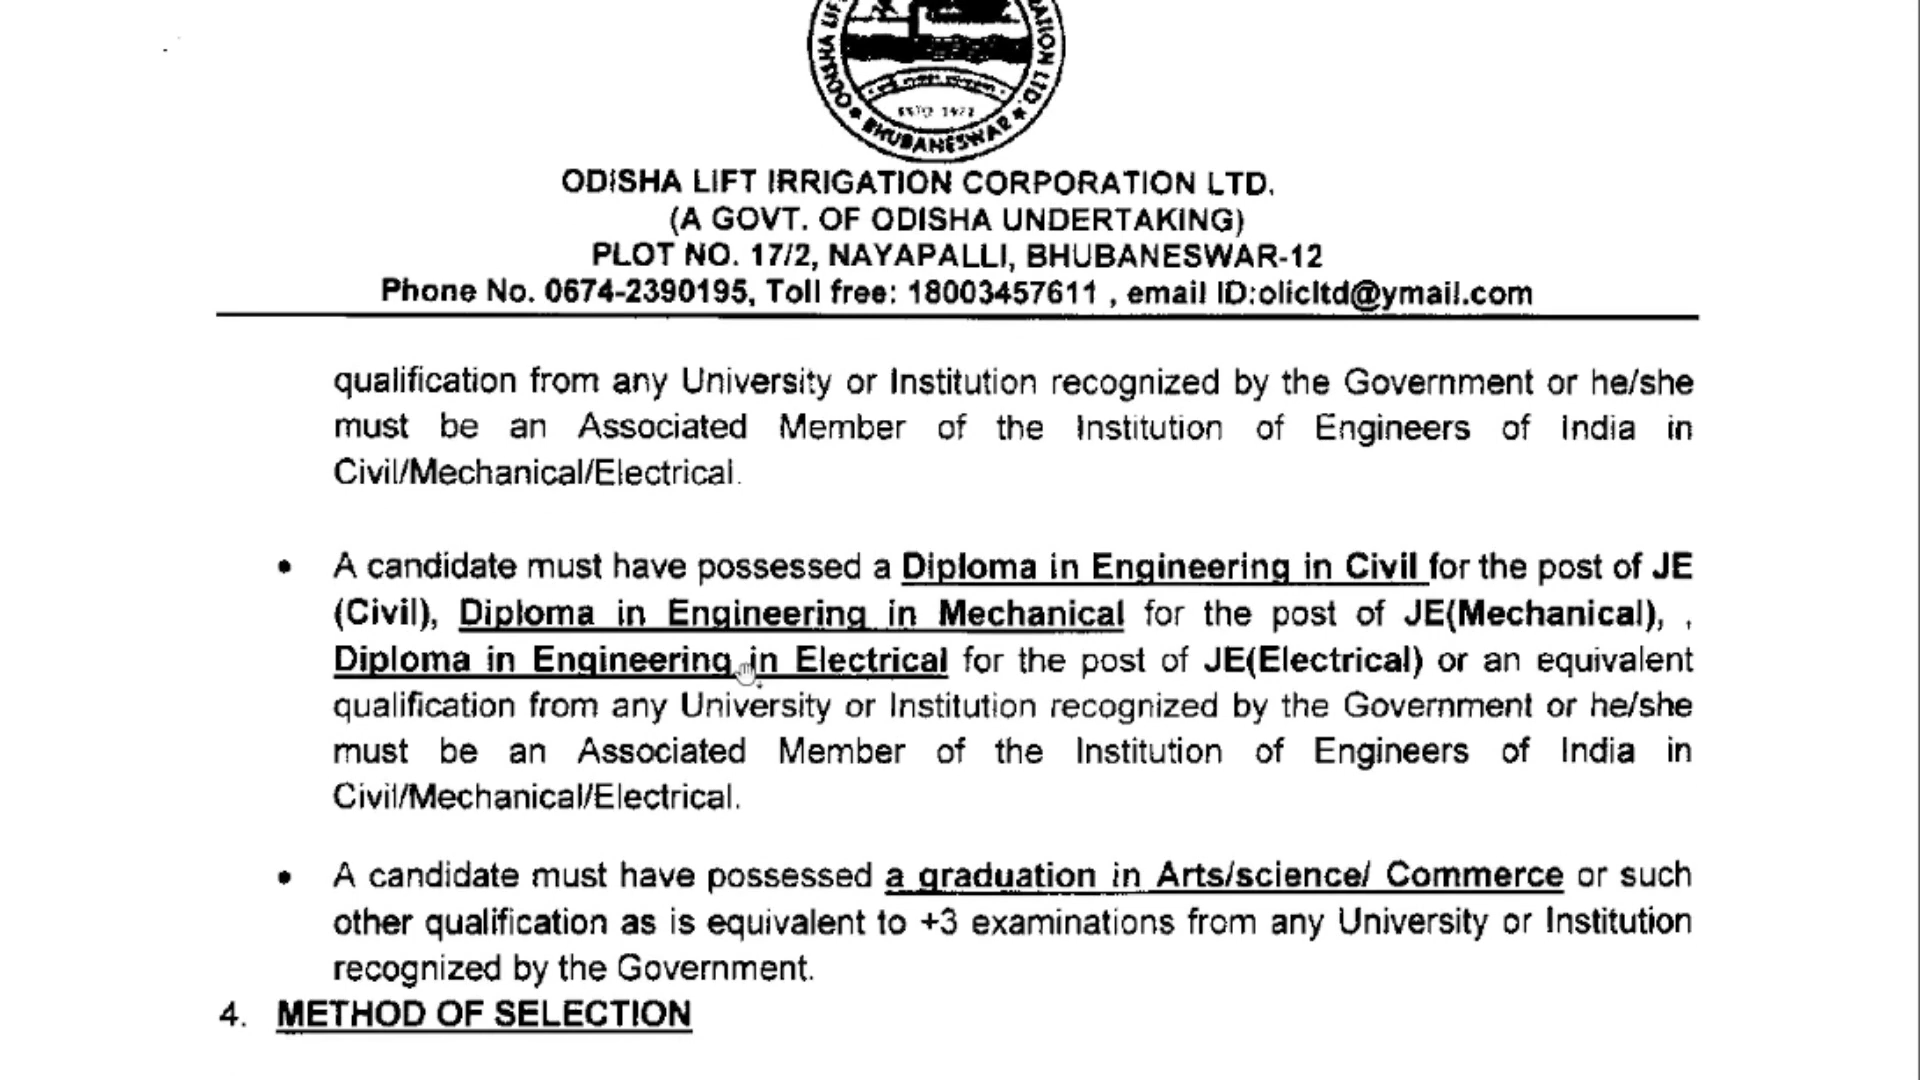 ODISHA LIF
ATION LTD.
ESTD 1973
BHUBANESWAR
ODISHA LIFT IRRIGATION CORPORATION LTD.
(A GOVT. OF ODISHA UNDERTAKING)
PLOT NO. 17/2, NAYAPALLI, BHUBANESWAR-12
Phone No. 0674-2390195, Toll free: 18003457611 , email ID:olicltd@ymail.com
qualification from any University or Institution recognized by the Government or he/she
must be an Associated Member of the Institution of Engineers of India in
Civil/Mechanical/Electrical.
• A candidate must have possessed a Diploma in Engineering in Civil for the post of JE
(Civil), Diploma in Engineering in Mechanical for the post of JE(Mechanical), ,
Diploma in Engineering in Electrical for the post of JE(Electrical) or an equivalent
qualification from any University or Institution recognized by the Government or he/she
must be an Associated Member of the Institution of Engineers of India in
Civil/Mechanical/Electrical.
• A candidate must have possessed a graduation in Arts/science/ Commerce or such
other qualification as is equivalent to +3 examinations from any University or Institution
recognized by the Government.
4. METHOD OF SELECTION